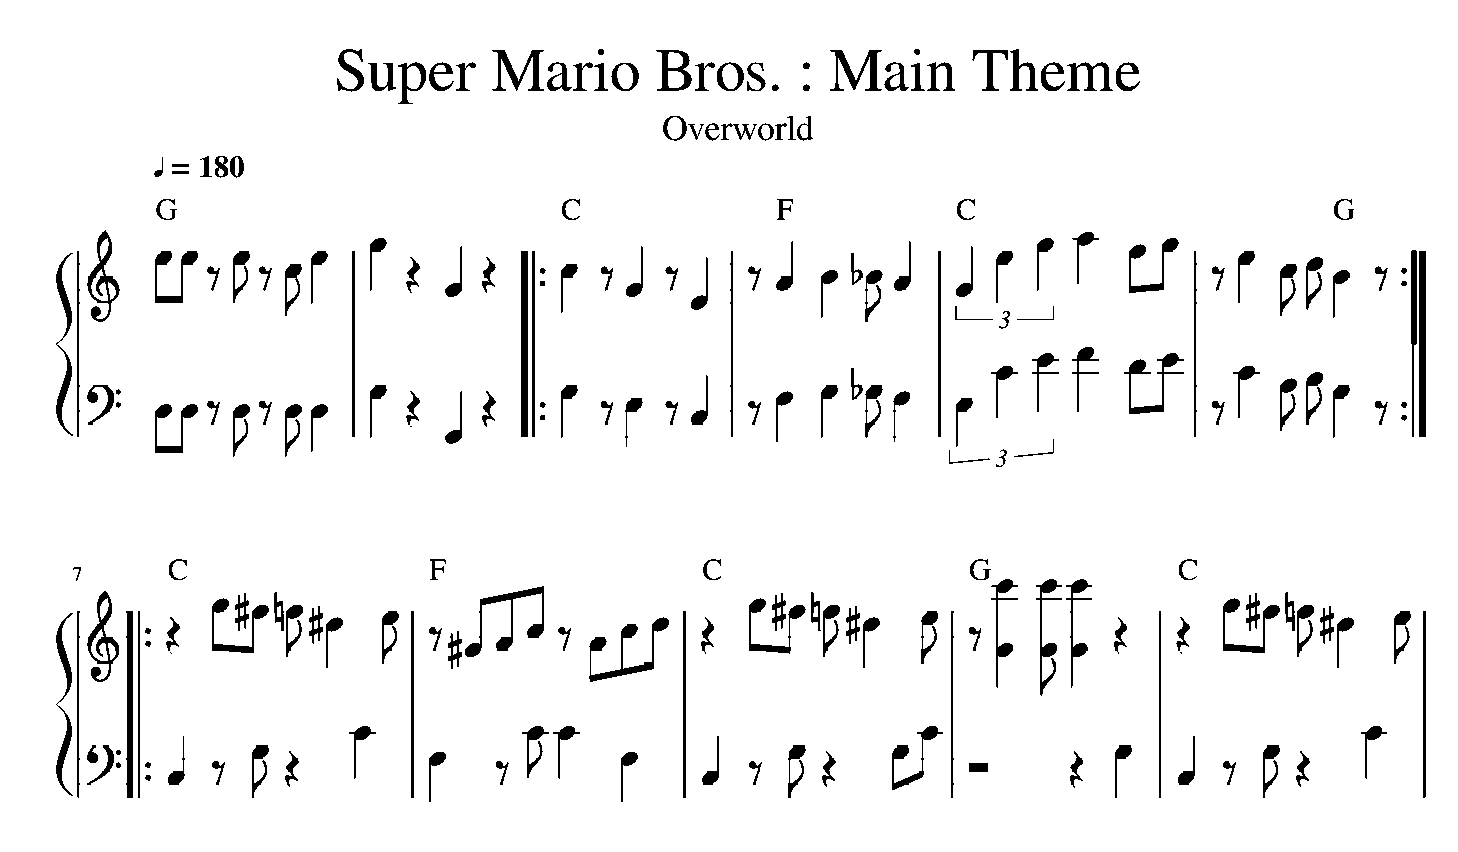 Super Mario Bros. : Main Theme
Overworld
♩ = 180
G C F C G
3
3
7 C F C G C